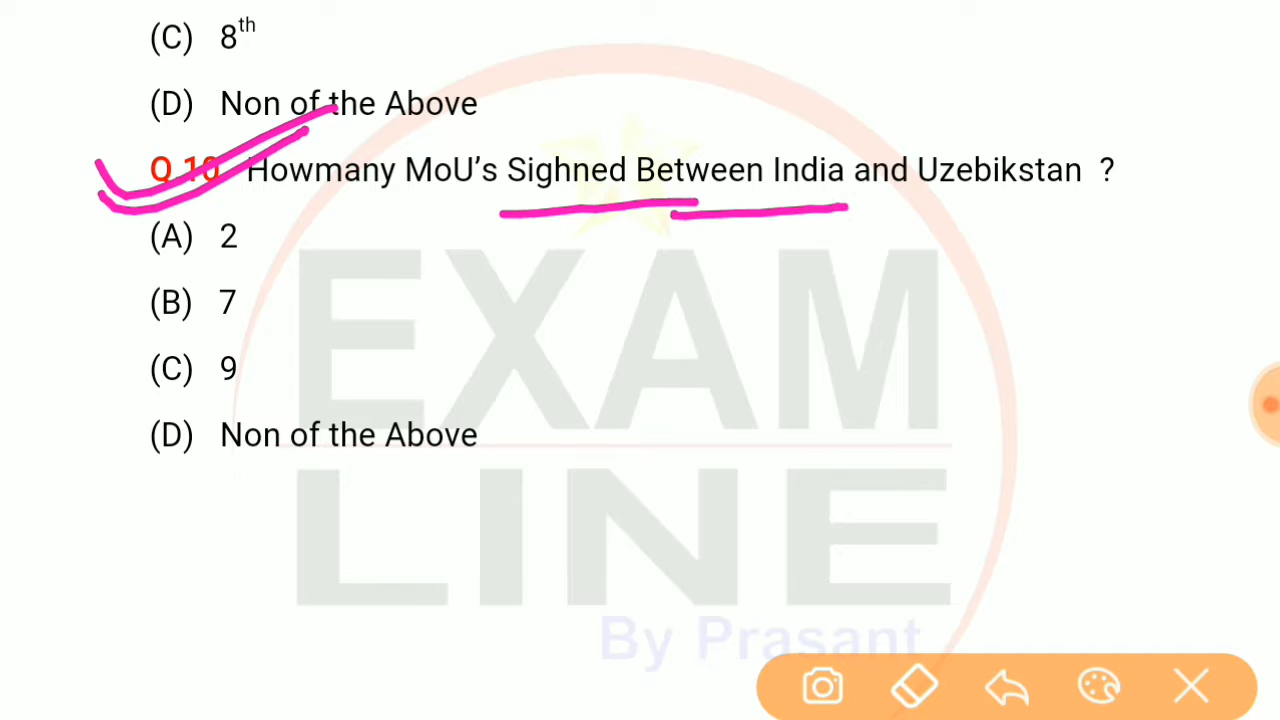 (C) 8th
(D) Non of the Above
Q 10 Howmany MoU’s Sighned Between India and Uzebikstan ?
(A) 2
(B) 7
(C) 9
(D) Non of the Above
EXAM
LINE
By Prasant